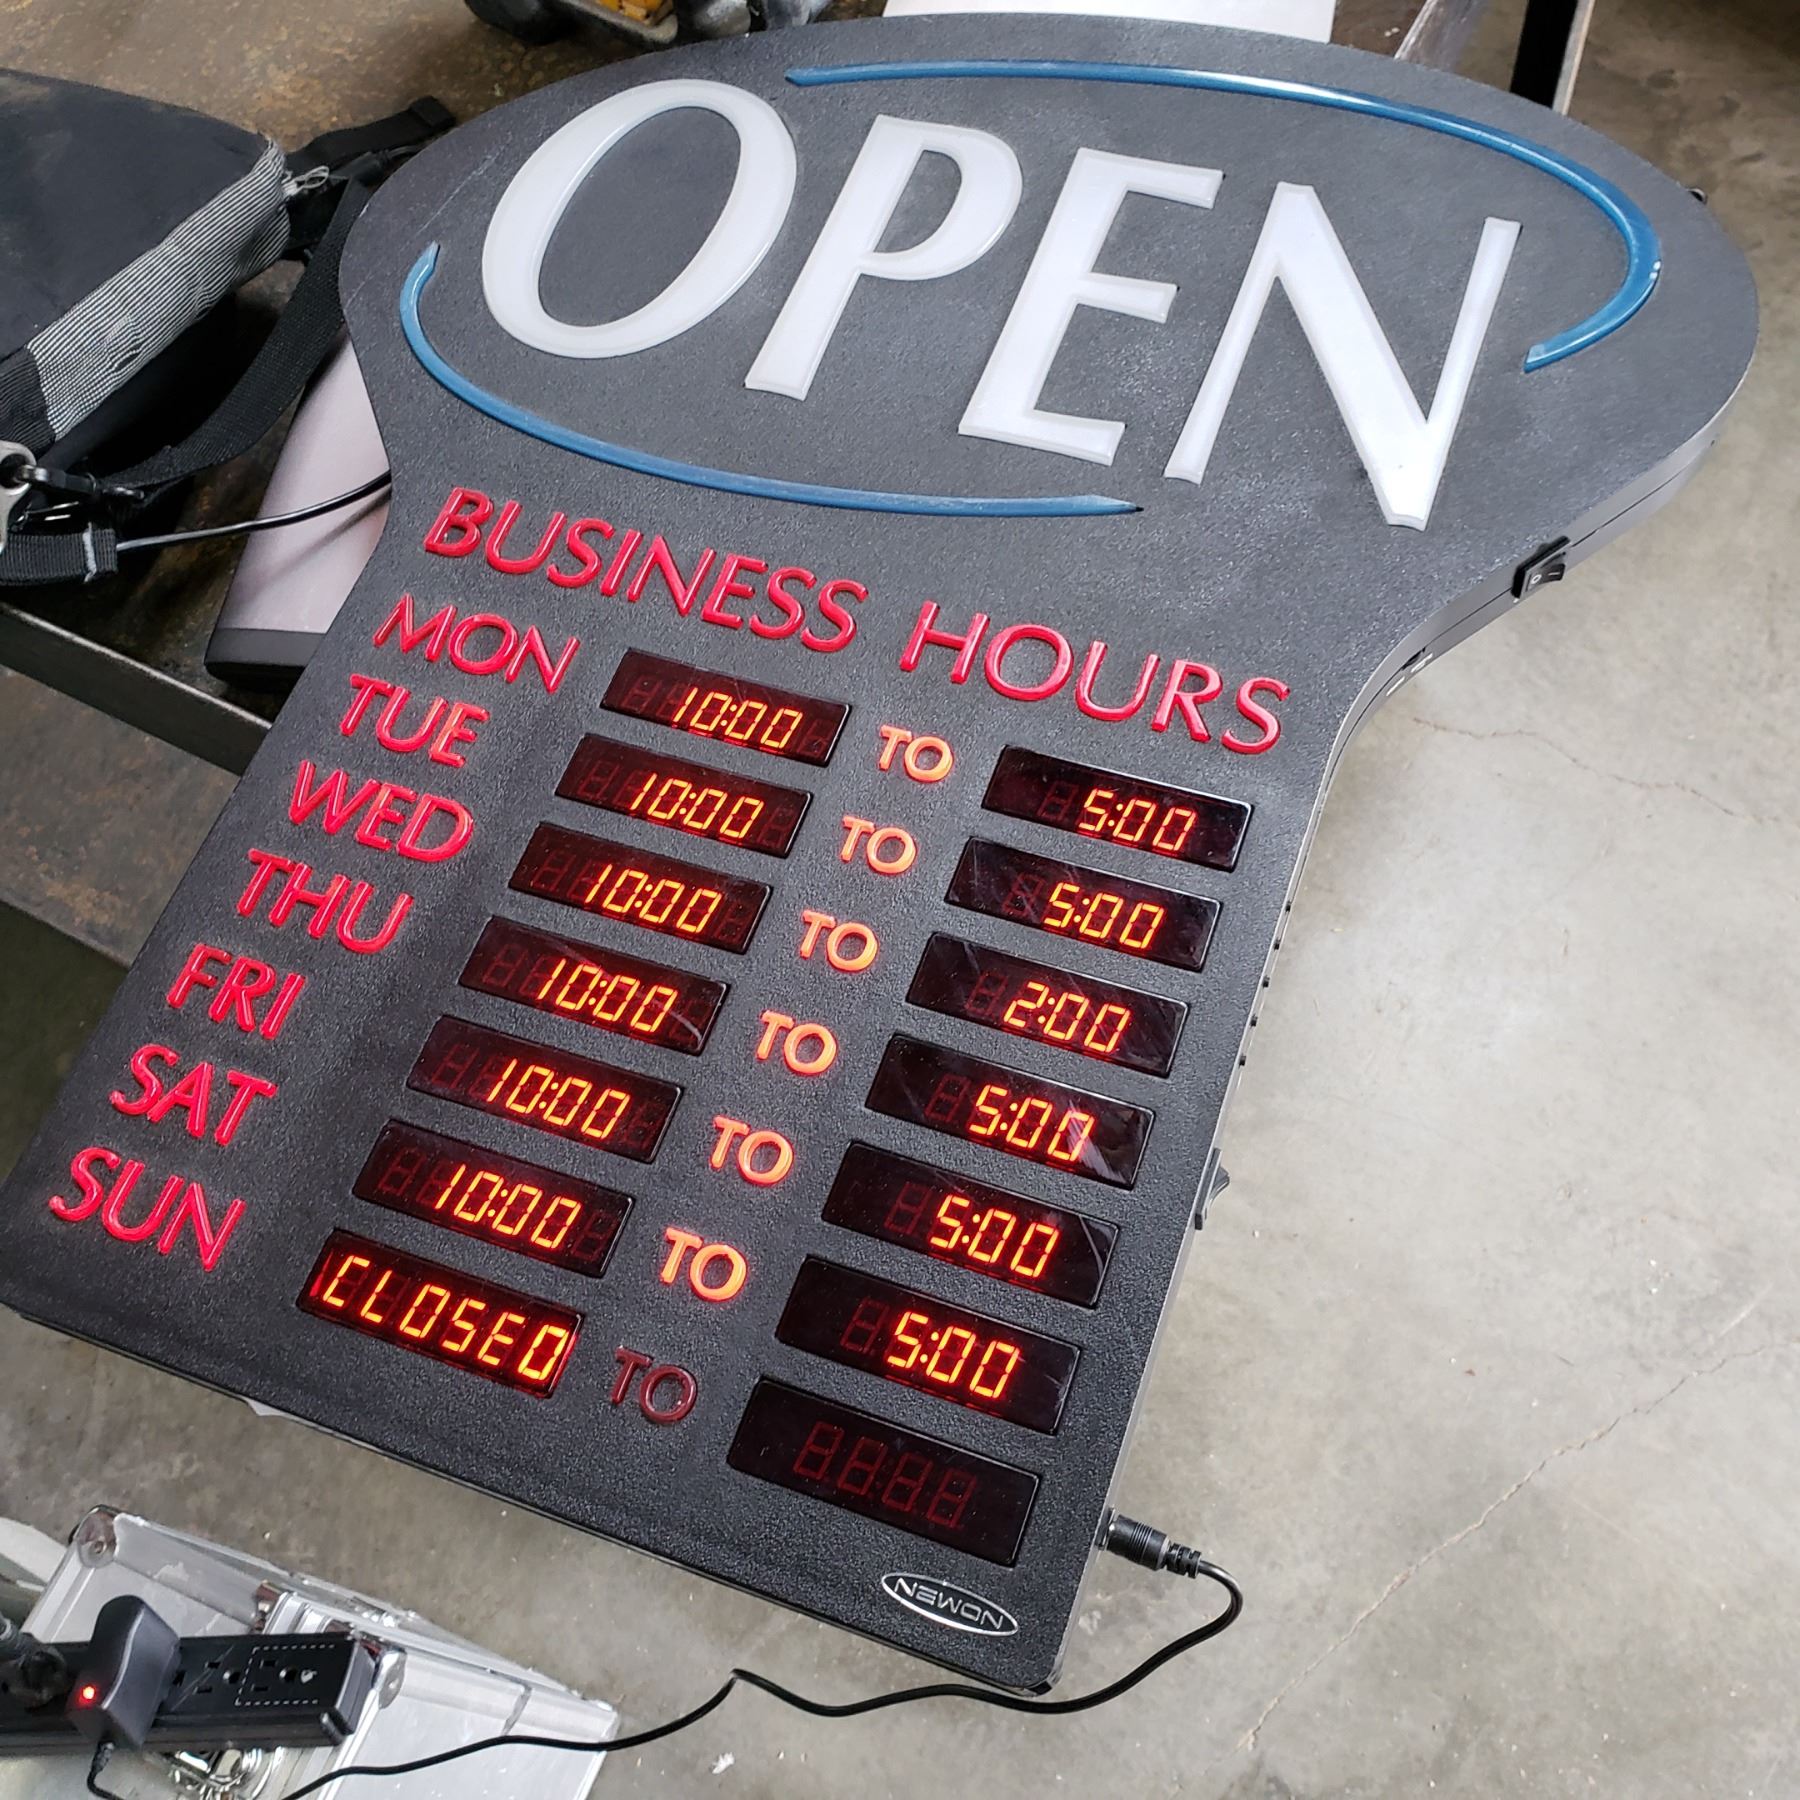 OPEN
BUSINESS HOURS
MON 10:00 TO 5:00
TUE 10:00 TO 5:00
WED 10:00 TO 2:00
THU 10:00 TO 5:00
FRI 10:00 TO 5:00
SAT 10:00 TO 5:00
SUN CLOSED TO
NEWON